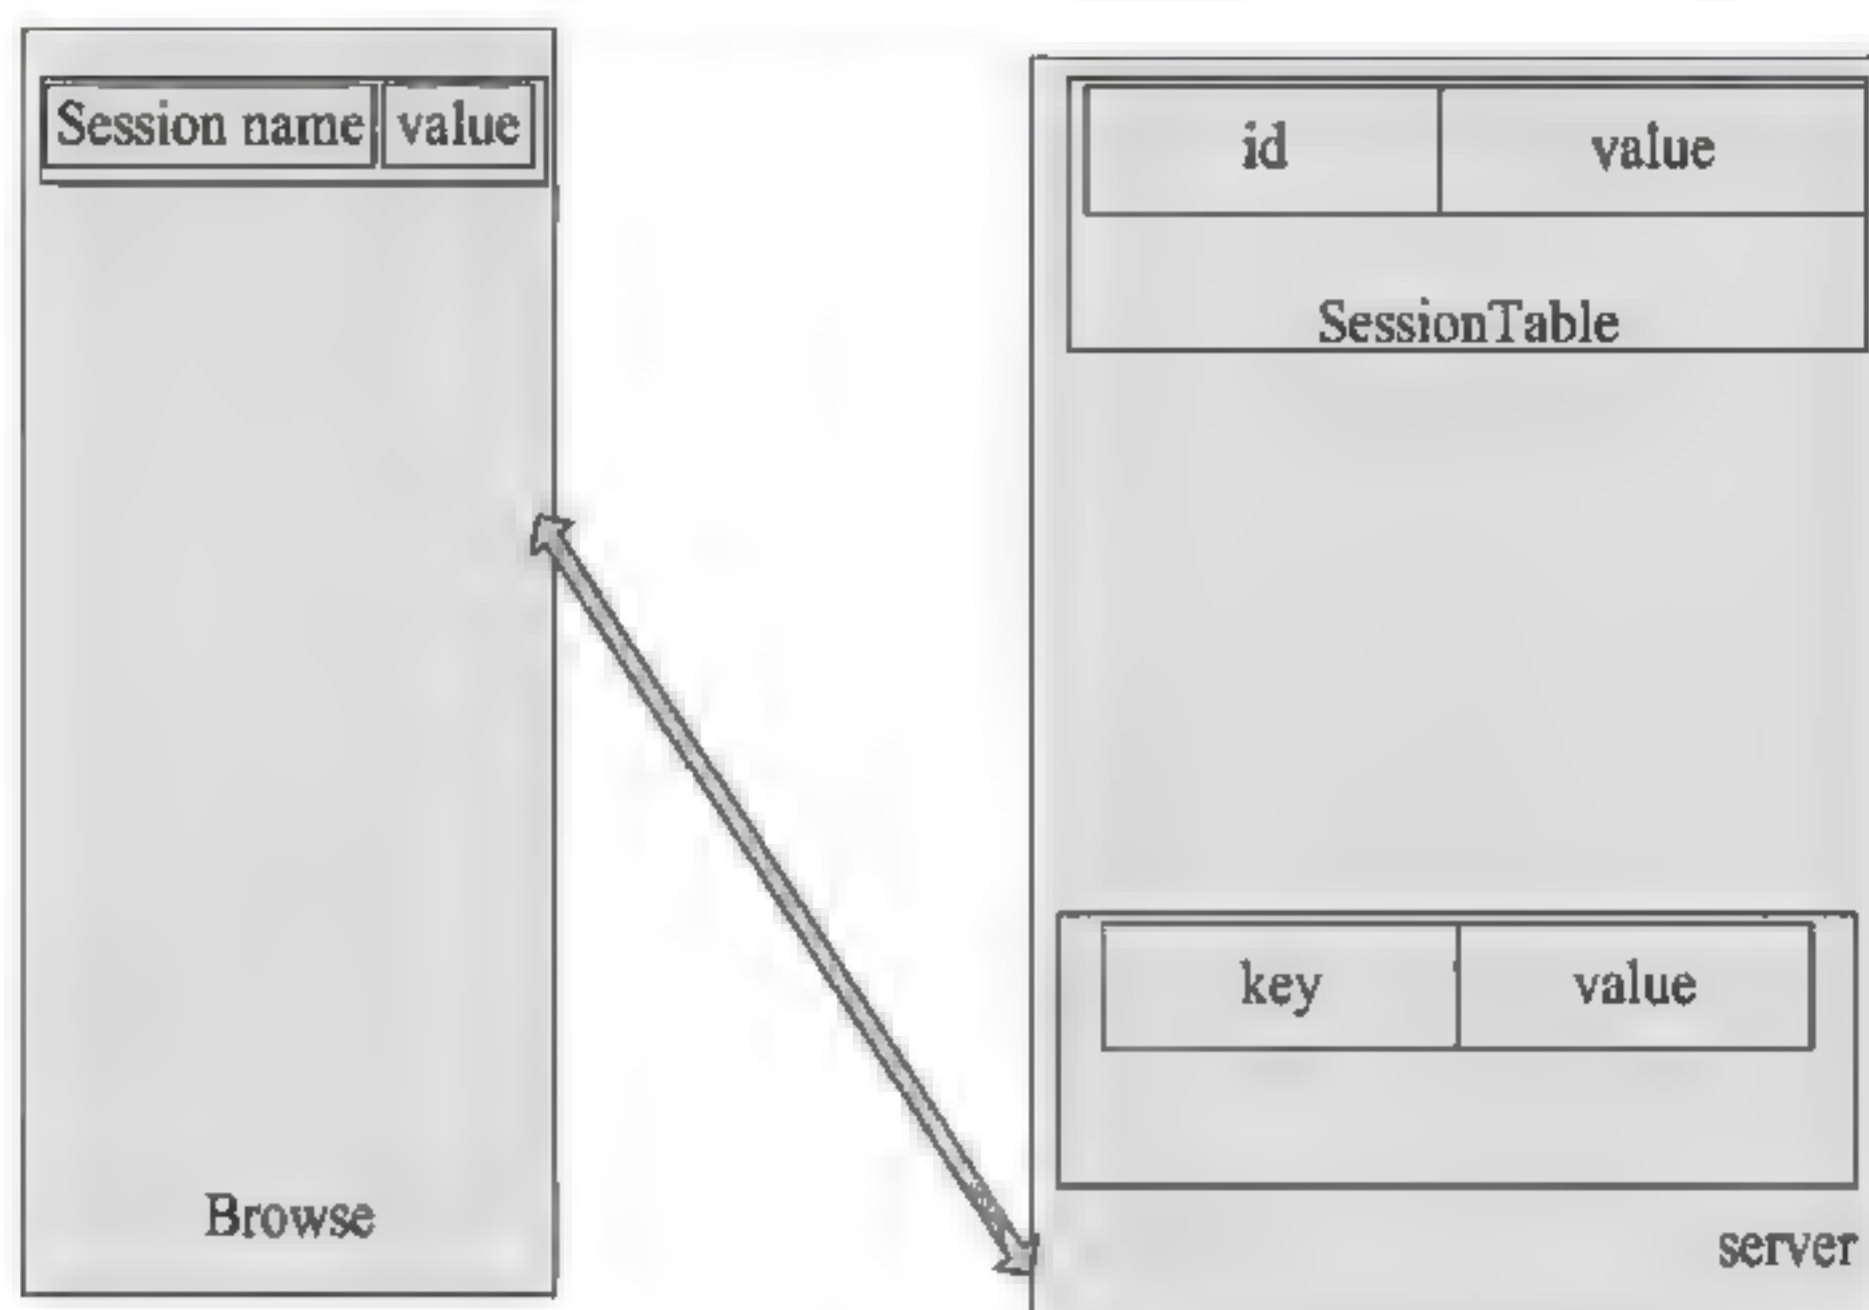 Session name value
id value
SessionTable
key value
Browse
server